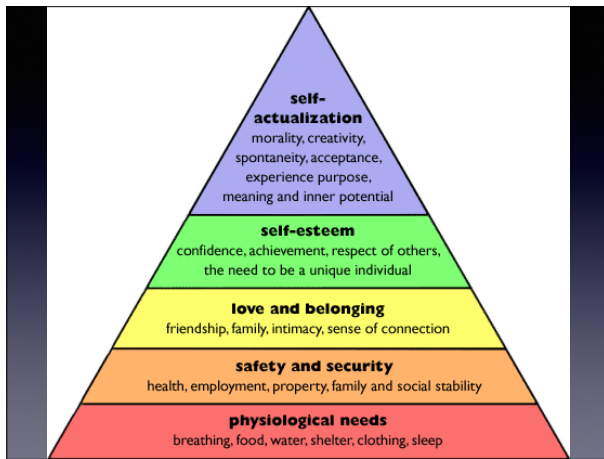 self-
actualization
morality, creativity,
spontaneity, acceptance,
experience purpose,
meaning and inner potential
self-esteem
confidence, achievement, respect of others,
the need to be a unique individual
love and belonging
friendship, family, intimacy, sense of connection
safety and security
health, employment, property, family and social stability
physiological needs
breathing, food, water, shelter, clothing, sleep